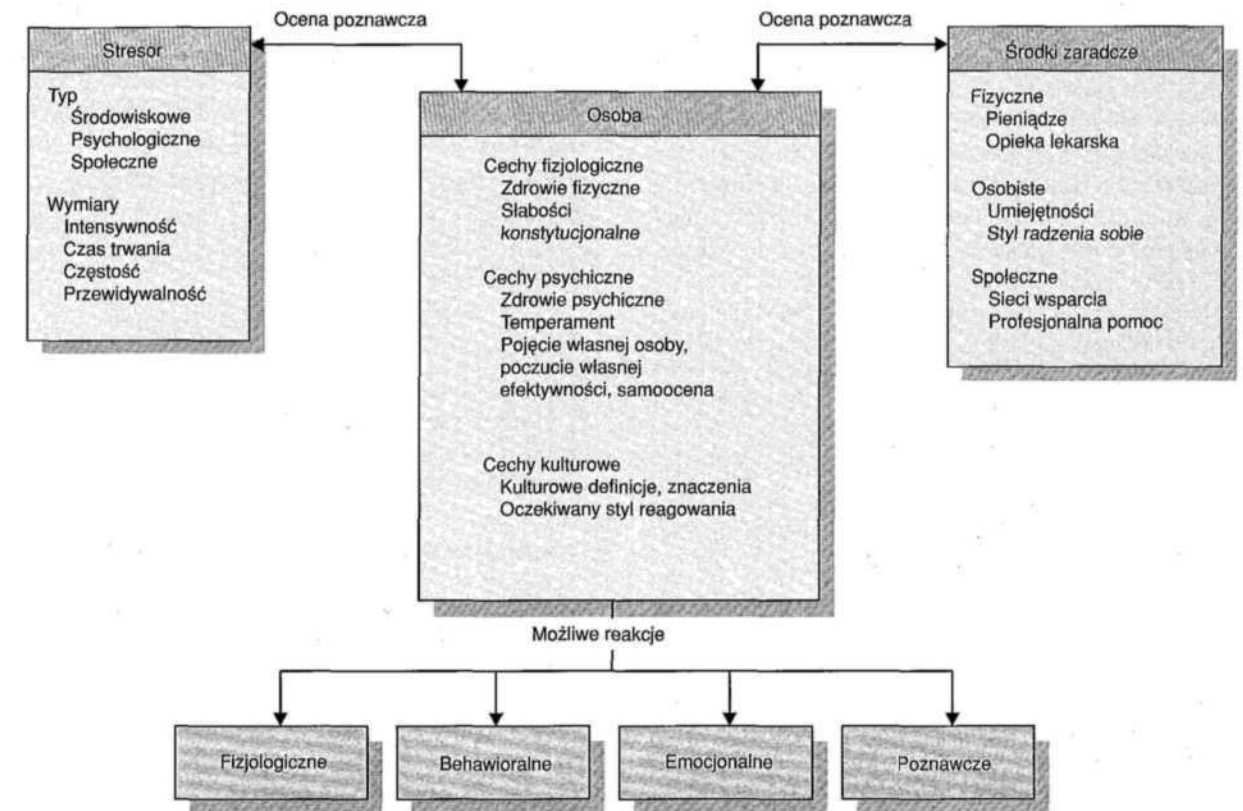 Ocena poznawcza
Ocena poznawcza
Stresor
Typ
Środowiskowe
Psychologiczne
Społeczne
Wymiary
Intensywność
Czas trwania
Częstość
Przewidywalność
Osoba
Cechy fizjologiczne
Zdrowie fizyczne
Słabości
konstytucjonalne
Cechy psychiczne
Zdrowie psychiczne
Temperament
Pojęcie własnej osoby,
poczucie własnej
efektywności, samoocena
Cechy kulturowe
Kulturowe definicje, znaczenia
Oczekiwany styl reagowania
Środki zaradcze
Fizyczne
Pieniądze
Opieka lekarska
Osobiste
Umiejętności
Styl radzenia sobie
Społeczne
Sieci wsparcia
Profesjonalna pomoc
Możliwe reakcje
Fizjologiczne
Behawioralne
Emocjonalne
Poznawcze